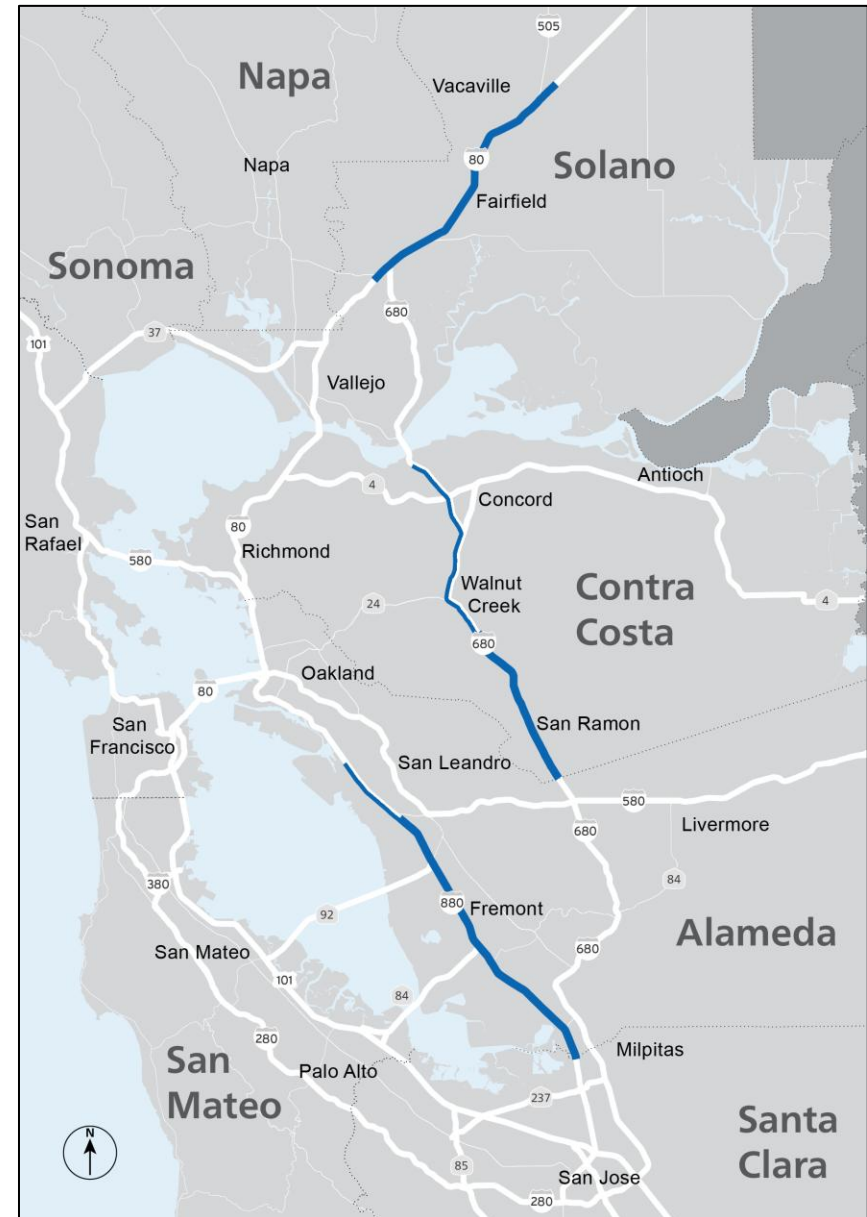 505
Napa
Vacaville
Napa
80
Solano
Fairfield
Sonoma
680
37
101
Vallejo
Antioch
4
Concord
San
Rafael
80
Richmond
580
Walnut
Creek
Contra
Costa
4
24
680
Oakland
80
San
Francisco
San Ramon
San Leandro
580
Livermore
680
84
380
880
Fremont
92
Alameda
San Mateo
680
101
84
280
Milpitas
San
Mateo
Palo Alto
237
Santa
Clara
N
85
San Jose
280